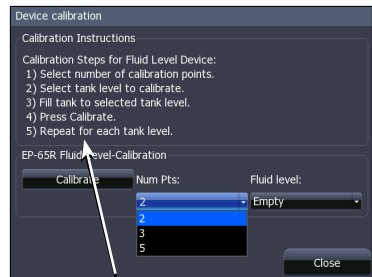 Device calibration
Calibration Instructions
Calibration Steps for Fluid Level Device:
1) Select number of calibration points.
2) Select tank level to calibrate.
3) Fill tank to selected tank level.
4) Press Calibrate.
5) Repeat for each tank level.
EP-65R Fluid Level-Calibration
Calibrate Num Pts: Fluid level:
2 Empty
2
3
5
Close